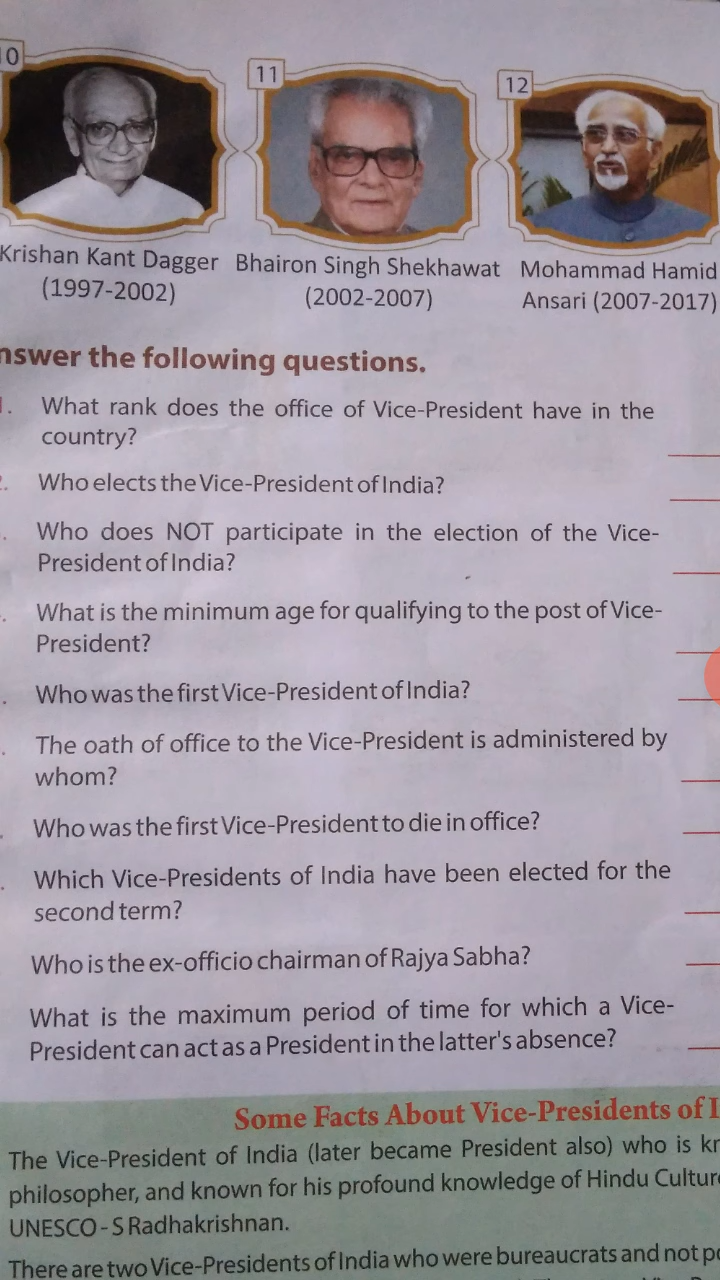 10
11
12
Krishan Kant Dagger
(1997-2002)
Bhairon Singh Shekhawat
(2002-2007)
Mohammad Hamid
Ansari (2007-2017)
nswer the following questions.
1. What rank does the office of Vice-President have in the
country?
Who elects the Vice-President of India?
Who does NOT participate in the election of the Vice-
President of India?
What is the minimum age for qualifying to the post of Vice-
President?
Who was the first Vice-President of India?
The oath of office to the Vice-President is administered by
whom?
Who was the first Vice-President to die in office?
Which Vice-Presidents of India have been elected for the
second term?
Who is the ex-officio chairman of Rajya Sabha?
What is the maximum period of time for which a Vice-
President can act as a President in the latter's absence?
Some Facts About Vice-Presidents of I
The Vice-President of India (later became President also) who is kr
philosopher, and known for his profound knowledge of Hindu Culture
UNESCO - S Radhakrishnan.
There are two Vice-Presidents of India who were bureaucrats and not po